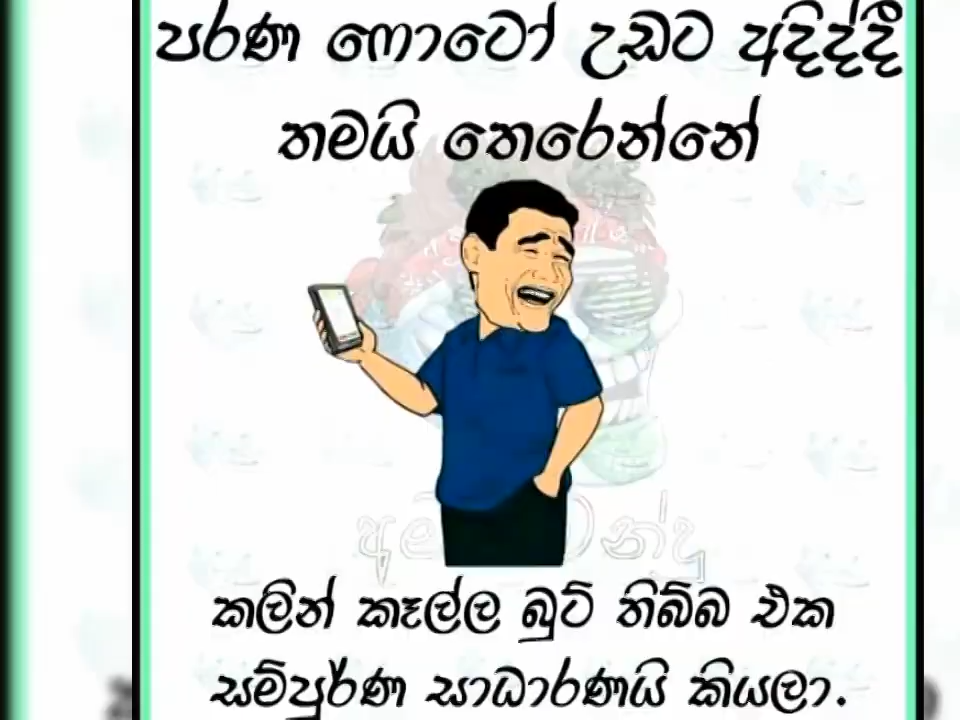 පරණ ෆොටෝ උඩට අදිද්දී
තමයි තෙරෙන්නේ
කලින් කෑල්ල බුට් තිබ්බ එක
සම්පුර්ණ සාධාරණයි කියලා.